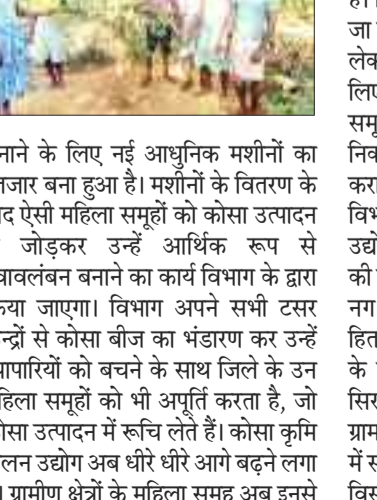 नाने के लिए नई आधुनिक मशीनों का
तजार बना हुआ है। मशीनों के वितरण के
द ऐसी महिला समूहों को कोसा उत्पादन
जोड़कर उन्हें आर्थिक रूप से
वावलंबन बनाने का कार्य विभाग के द्वारा
कया जाएगा। विभाग अपने सभी टसर
न्द्रों से कोसा बीज का भंडारण कर उन्हें
यापारियों को बचने के साथ जिले के उन
हिला समूहों को भी अपूर्ति करता है, जो
ोसा उत्पादन में रूचि लेते हैं। कोसा कृमि
लन उद्योग अब धीरे धीरे आगे बढ़ने लगा
ग्रामीण क्षेत्रों के महिला समूह अब इनसे
जा
लेक
लिए
समू
निक
करा
विभ
उद्यो
की
नग
हित
के
सिर
ग्राम
में स